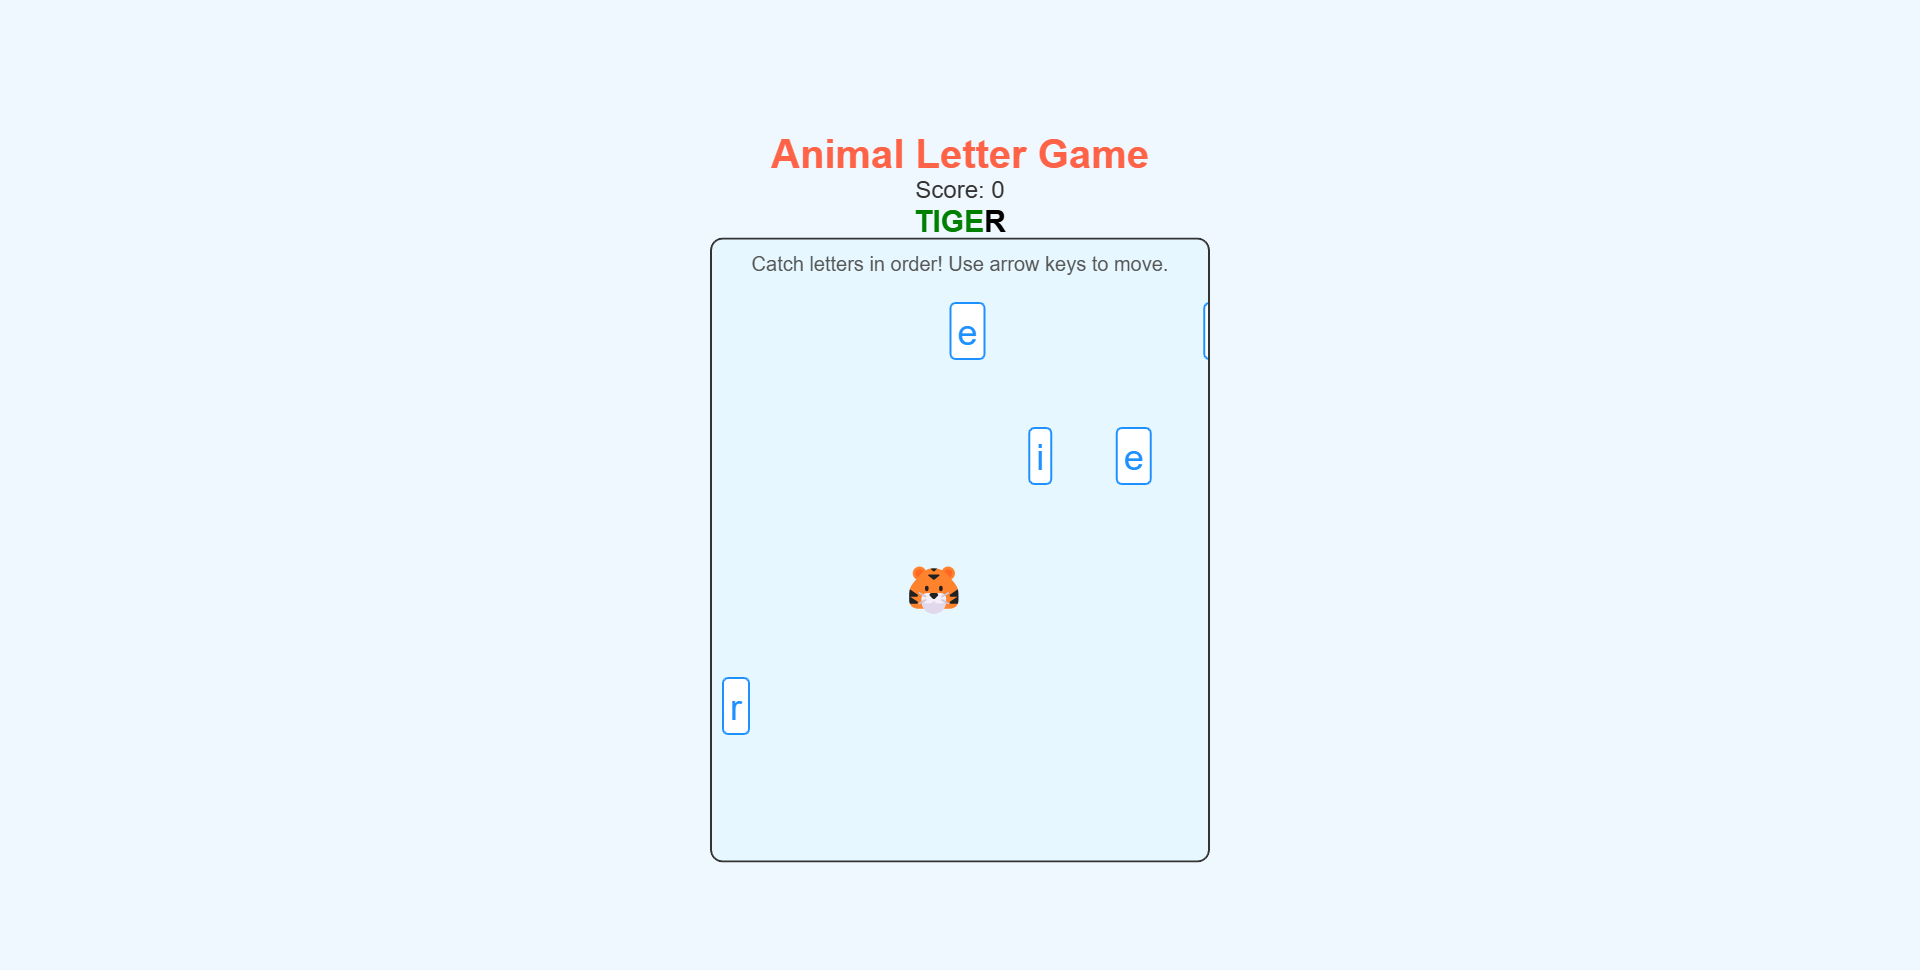 Animal Letter Game
Score: 0
TIGER
Catch letters in order! Use arrow keys to move.
e
i e
r